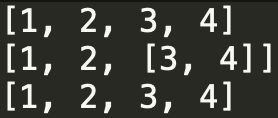 [1, 2, 3, 4]
[1, 2, [3, 4]]
[1, 2, 3, 4]